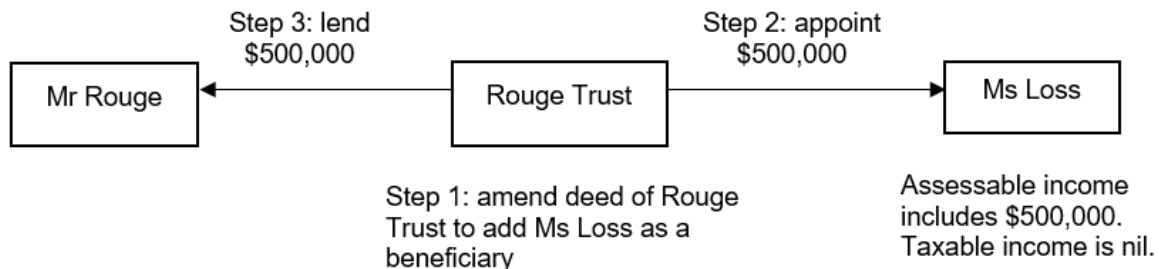 Step 3: lend
$500,000
Step 2: appoint
$500,000
Mr Rouge
Rouge Trust
Ms Loss
Step 1: amend deed of Rouge
Trust to add Ms Loss as a
beneficiary
Assessable income
includes $500,000.
Taxable income is nil.